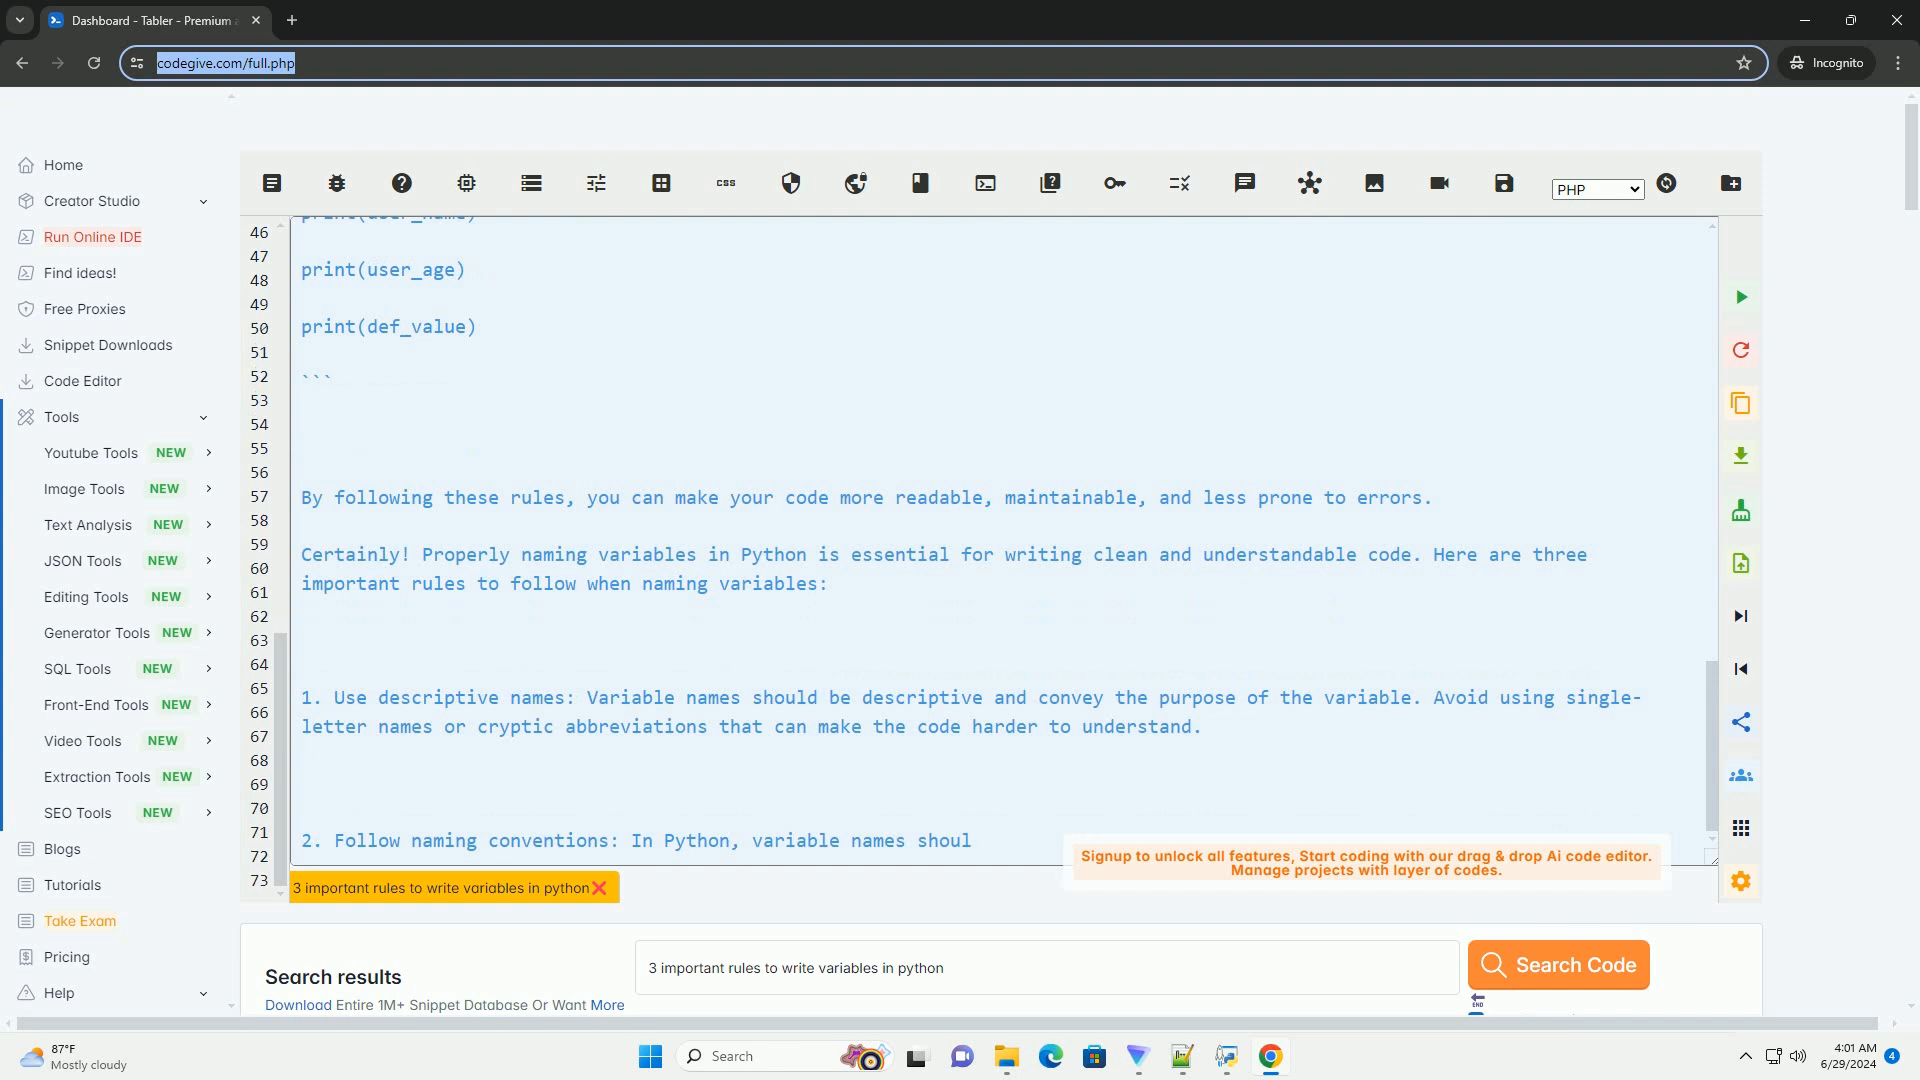 Dashboard - Tabler - Premium
codegive.com/full.php
Incognito
Home
Creator Studio
Run Online IDE
Find ideas!
Free Proxies
Snippet Downloads
Code Editor
Tools
Youtube Tools NEW
Image Tools NEW
Text Analysis NEW
JSON Tools NEW
Editing Tools NEW
Generator Tools NEW
SQL Tools NEW
Front-End Tools NEW
Video Tools NEW
Extraction Tools NEW
SEO Tools NEW
Blogs
Tutorials
Take Exam
Pricing
Help
css
PHP
46
47
48
49
50
51
52
53
54
55
56
57
58
59
60
61
62
63
64
65
66
67
68
69
70
71
72
73
print(user_name)
print(user_age)
print(def_value)
```
By following these rules, you can make your code more readable, maintainable, and less prone to errors.
Certainly! Properly naming variables in Python is essential for writing clean and understandable code. Here are three
important rules to follow when naming variables:
1. Use descriptive names: Variable names should be descriptive and convey the purpose of the variable. Avoid using single-
letter names or cryptic abbreviations that can make the code harder to understand.
2. Follow naming conventions: In Python, variable names shoul
Signup to unlock all features, Start coding with our drag & drop Ai code editor.
Manage projects with layer of codes.
3 important rules to write variables in python
Search results
Download Entire 1M+ Snippet Database Or Want More
3 important rules to write variables in python
Search Code
END
87°F
Mostly cloudy
Search
4:01 AM
6/29/2024
4